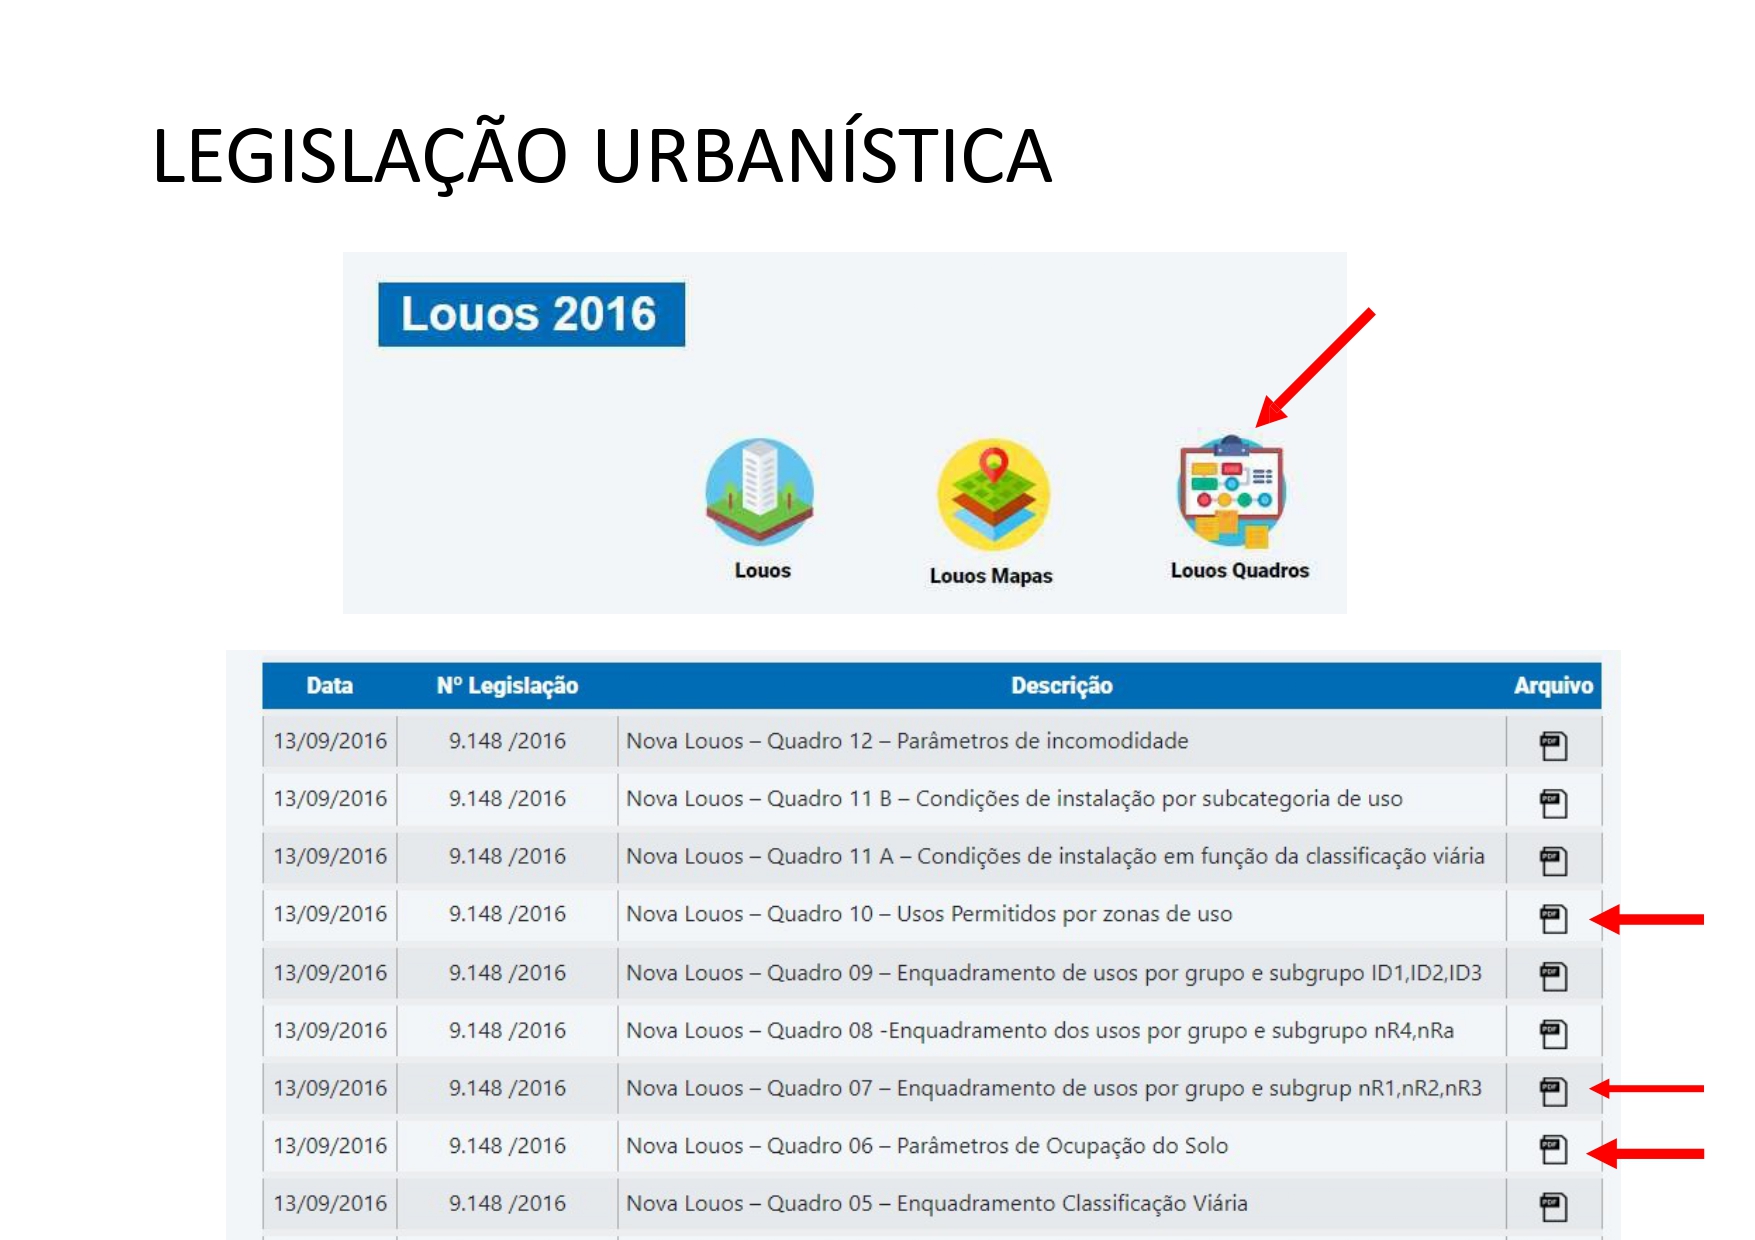 LEGISLAÇÃO URBANÍSTICA
Louos 2016
Louos
Louos Mapas
Louos Quadros
Data Nº Legislação Descrição Arquivo
13/09/2016 9.148 /2016 Nova Louos – Quadro 12 – Parâmetros de incomodidade PDF
13/09/2016 9.148 /2016 Nova Louos – Quadro 11 B – Condições de instalação por subcategoria de uso PDF
13/09/2016 9.148 /2016 Nova Louos – Quadro 11 A – Condições de instalação em função da classificação viária PDF
13/09/2016 9.148 /2016 Nova Louos – Quadro 10 – Usos Permitidos por zonas de uso PDF
13/09/2016 9.148 /2016 Nova Louos – Quadro 09 – Enquadramento de usos por grupo e subgrupo ID1,ID2,ID3 PDF
13/09/2016 9.148 /2016 Nova Louos – Quadro 08 -Enquadramento dos usos por grupo e subgrupo nR4,nRa PDF
13/09/2016 9.148 /2016 Nova Louos – Quadro 07 – Enquadramento de usos por grupo e subgrup nR1,nR2,nR3 PDF
13/09/2016 9.148 /2016 Nova Louos – Quadro 06 – Parâmetros de Ocupação do Solo PDF
13/09/2016 9.148 /2016 Nova Louos – Quadro 05 – Enquadramento Classificação Viária PDF